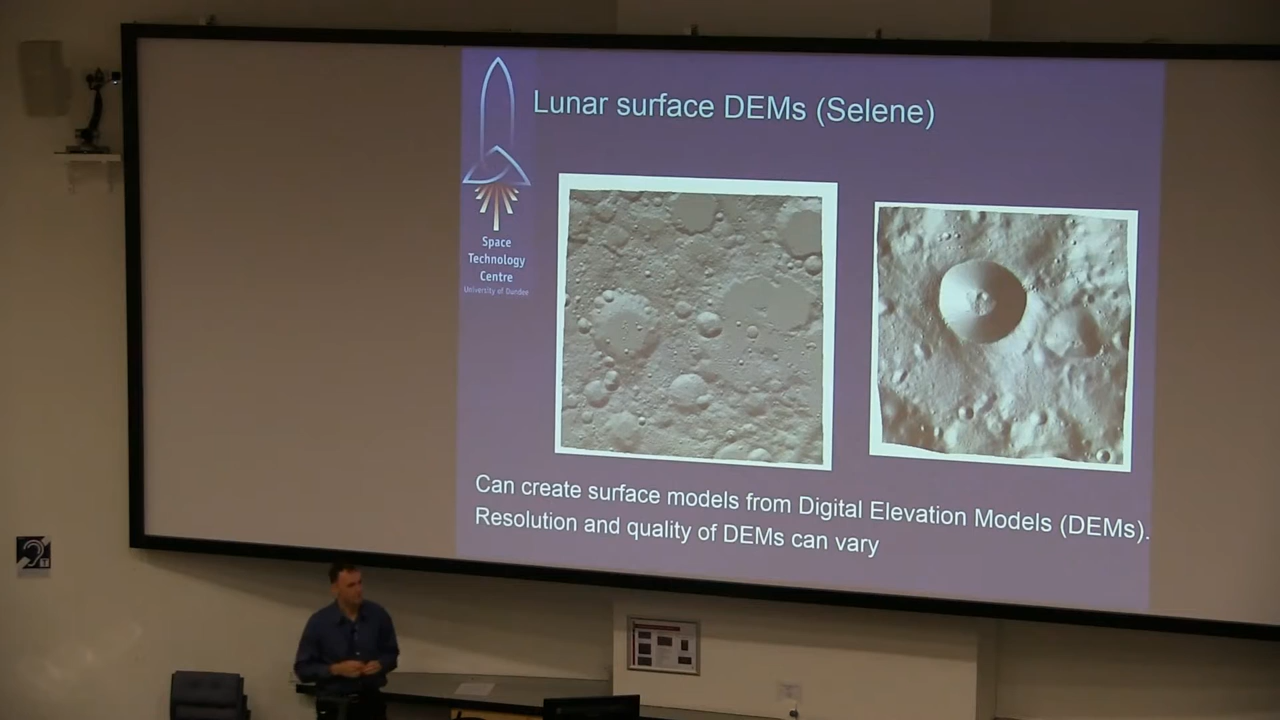 Lunar surface DEMs (Selene)
Space
Technology
Centre
University of Dundee
Can create surface models from Digital Elevation Models (DEMs).
Resolution and quality of DEMs can vary
T